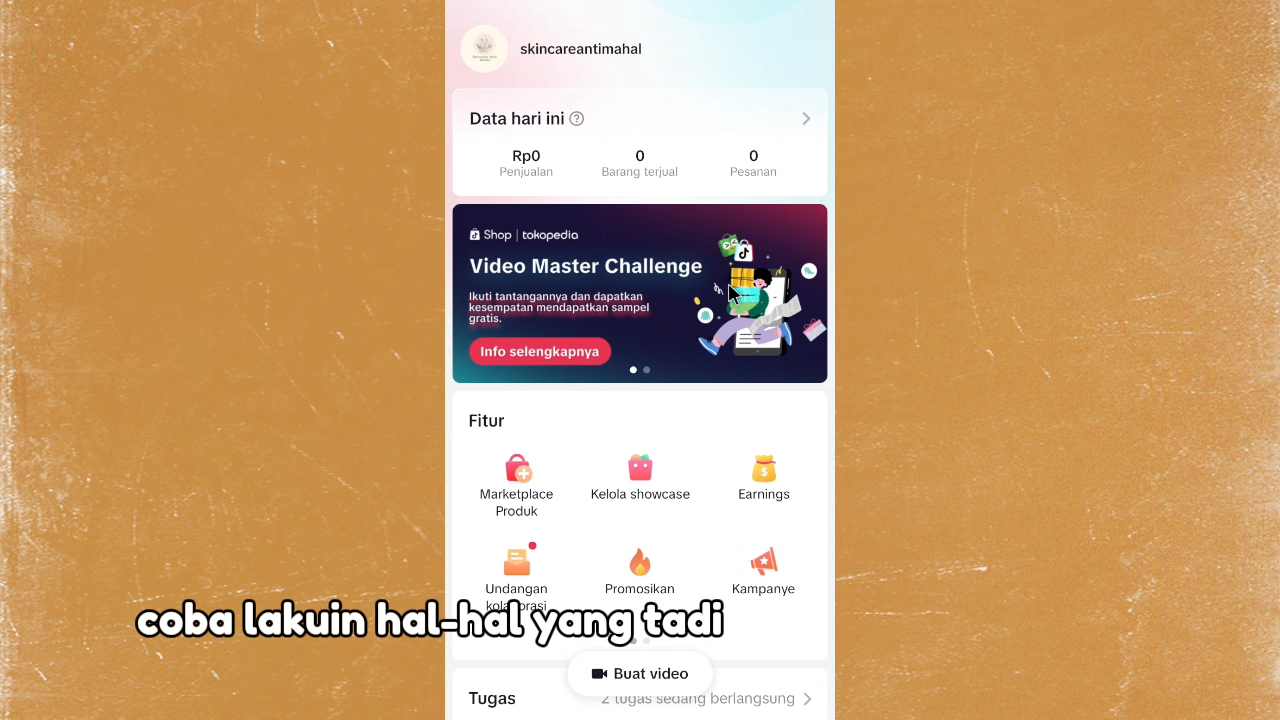 skincareantimahal
Data hari ini
Rp0
Penjualan
0
Barang terjual
0
Pesanan
Shop | tokopedia
Video Master Challenge
Ikuti tantangannya dan dapatkan
kesempatan mendapatkan sampel
gratis.
Info selengkapnya
Fitur
Marketplace
Produk
Kelola showcase
Earnings
Undangan
kolaborasi
Promosikan
Kampanye
coba lakuin hal-hal yang tadi
Buat video
Tugas
2 tugas sedang berlangsung